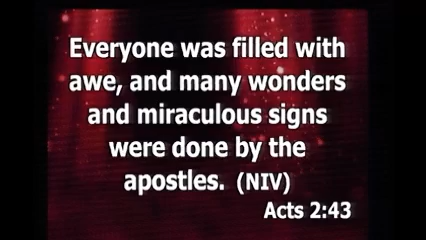 Everyone was filled with
awe, and many wonders
and miraculous signs
were done by the
apostles. (NIV)
Acts 2:43